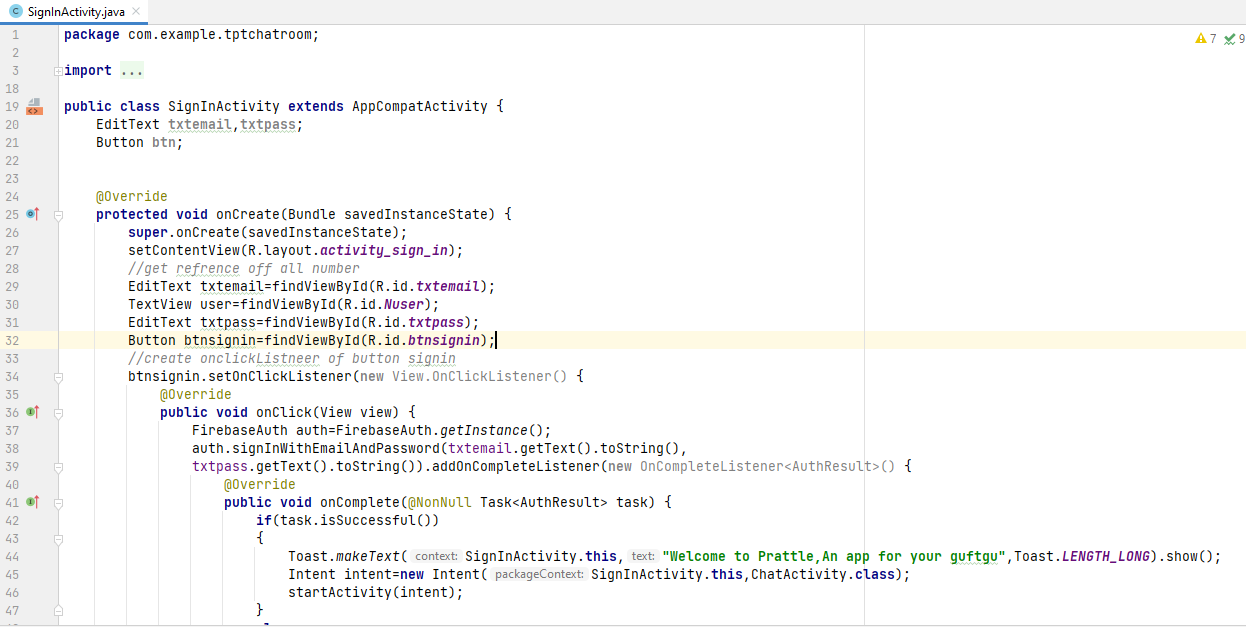 SignInActivity.java
7 9
1 package com.example.tptchatroom;
2
3 import ...
18
19 public class SignInActivity extends AppCompatActivity {
20 EditText txtemail,txtpass;
21 Button btn;
22
23
24 @Override
25 protected void onCreate(Bundle savedInstanceState) {
26 super.onCreate(savedInstanceState);
27 setContentView(R.layout.activity_sign_in);
28 //get refrence off all number
29 EditText txtemail=findViewById(R.id.txtemail);
30 TextView user=findViewById(R.id.Nuser);
31 EditText txtpass=findViewById(R.id.txtpass);
32 Button btnsignin=findViewById(R.id.btnsignin);
33 //create onclickListneer of button signin
34 btnsignin.setOnClickListener(new View.OnClickListener() {
35 @Override
36 public void onClick(View view) {
37 FirebaseAuth auth=FirebaseAuth.getInstance();
38 auth.signInWithEmailAndPassword(txtemail.getText().toString(),
39 txtpass.getText().toString()).addOnCompleteListener(new OnCompleteListener<AuthResult>() {
40 @Override
41 public void onComplete(@NonNull Task<AuthResult> task) {
42 if(task.isSuccessful())
43 {
44 Toast.makeText( context: SignInActivity.this, text: "Welcome to Prattle,An app for your guftgu",Toast.LENGTH_LONG).show();
45 Intent intent=new Intent( packageContext: SignInActivity.this,ChatActivity.class);
46 startActivity(intent);
47 }